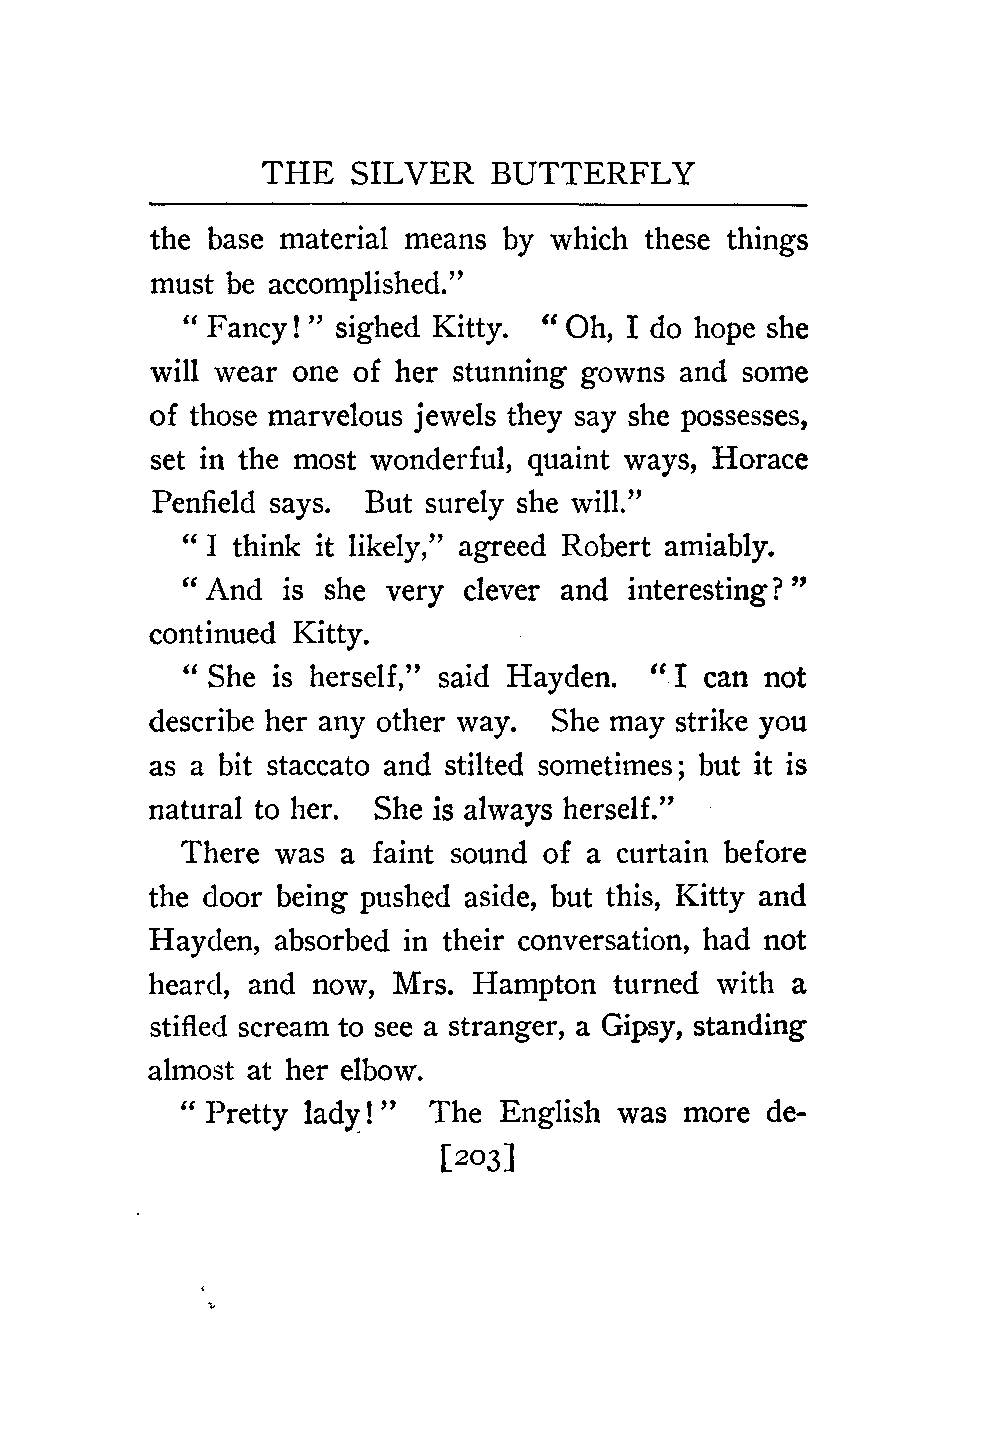 THE SILVER BUTTERFLY
the base material means by which these things
must be accomplished."
"Fancy!" sighed Kitty. "Oh, I do hope she
will wear one of her stunning gowns and some
of those marvelous jewels they say she possesses,
set in the most wonderful, quaint ways, Horace
Penfield says. But surely she will."
"I think it likely," agreed Robert amiably.
"And is she very clever and interesting?"
continued Kitty.
"She is herself," said Hayden. "I can not
describe her any other way. She may strike you
as a bit staccato and stilted sometimes; but it is
natural to her. She is always herself."
There was a faint sound of a curtain before
the door being pushed aside, but this, Kitty and
Hayden, absorbed in their conversation, had not
heard, and now, Mrs. Hampton turned with a
stifled scream to see a stranger, a Gipsy, standing
almost at her elbow.
"Pretty lady!" The English was more de-
[203]